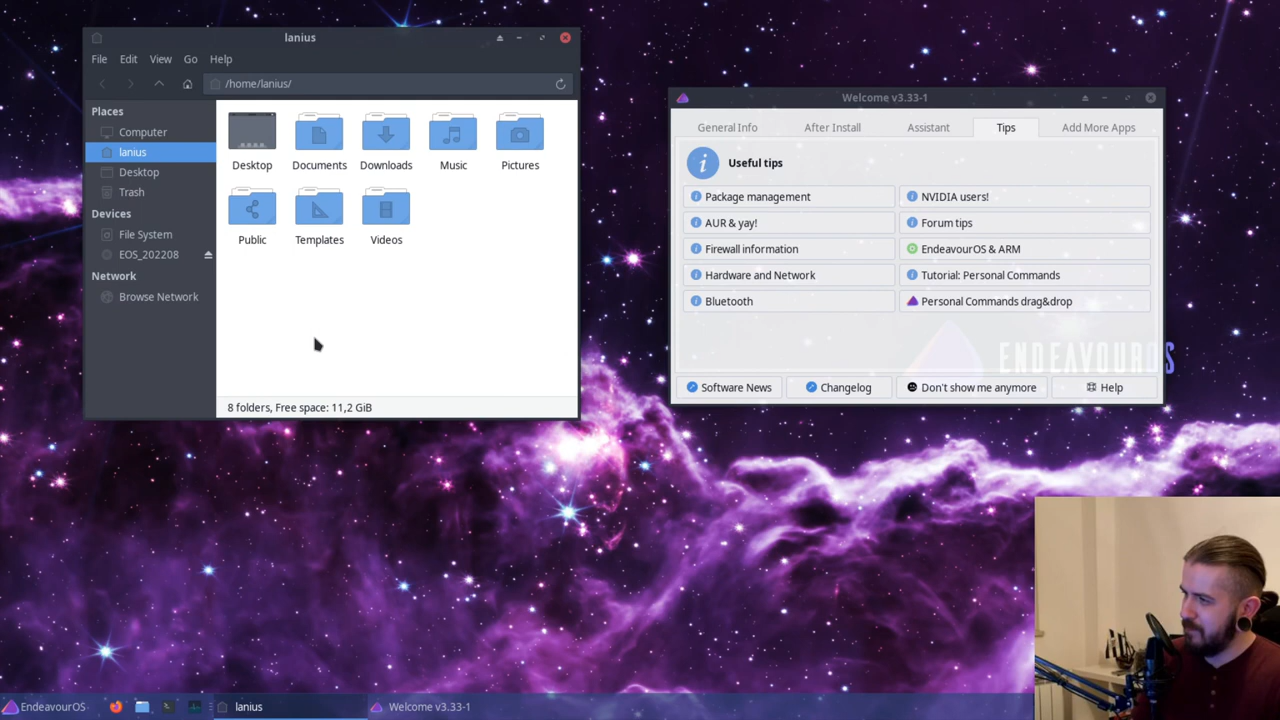 lanius
File Edit View Go Help
/home/lanius/
Places
Computer
lanius
Desktop
Trash
Devices
File System
EOS_202208
Network
Browse Network
Desktop Documents Downloads Music Pictures
Public Templates Videos
8 folders, Free space: 11,2 GiB
Welcome v3.33-1
General Info After Install Assistant Tips Add More Apps
Useful tips
Package management NVIDIA users!
AUR & yay! Forum tips
Firewall information EndeavourOS & ARM
Hardware and Network Tutorial: Personal Commands
Bluetooth Personal Commands drag&drop
ENDEAVOUROS
Software News Changelog Don't show me anymore Help
EndeavourOS lanius Welcome v3.33-1